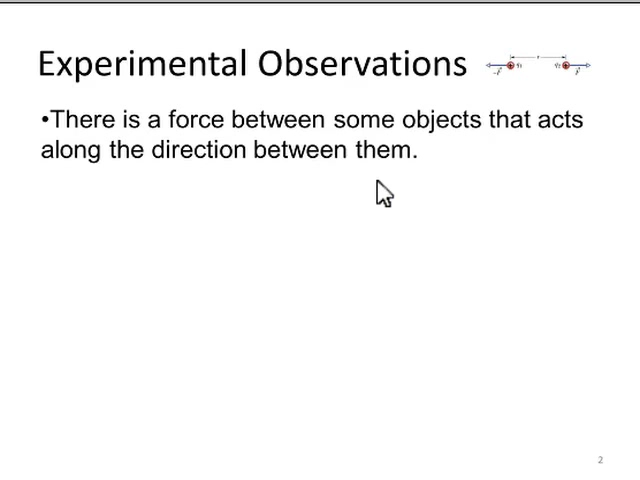 Experimental Observations
•There is a force between some objects that acts
along the direction between them.
2